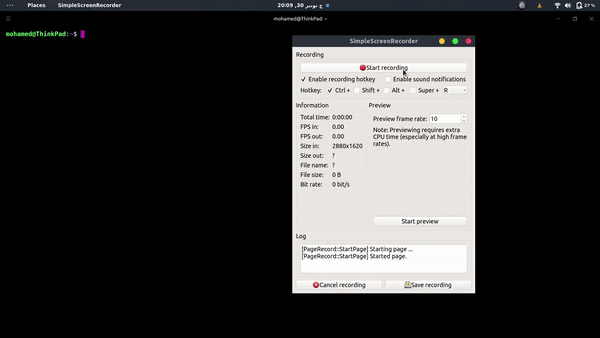 Places
SimpleScreenRecorder
ج يونيو 30, 20:09
27 %
mohamed@ThinkPad:~
mohamed@ThinkPad:~$
SimpleScreenRecorder
Recording
Start recording
Enable recording hotkey Enable sound notifications
Hotkey: Ctrl + Shift + Alt + Super + R
Information
Total time: 0:00:00
FPS in: 0.00
FPS out: 0.00
Size in: 2880x1620
Size out: ?
File name: ?
File size: 0 B
Bit rate: 0 bit/s
Preview
Preview frame rate: 10
Note: Previewing requires extra
CPU time (especially at high frame
rates).
Start preview
Log
[PageRecord::StartPage] Starting page ...
[PageRecord::StartPage] Started page.
Cancel recording Save recording